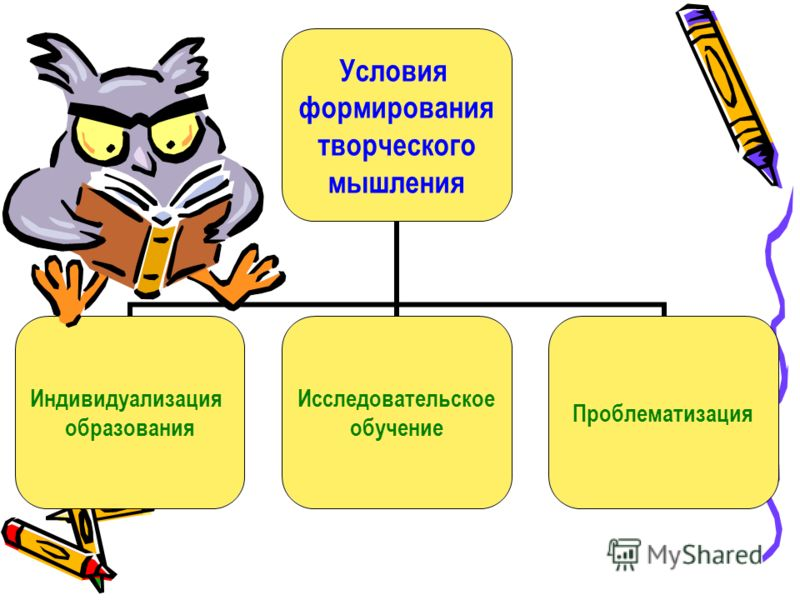 Условия
формирования
творческого
мышления
Индивидуализация
образования
Исследовательское
обучение
Проблематизация
MyShared